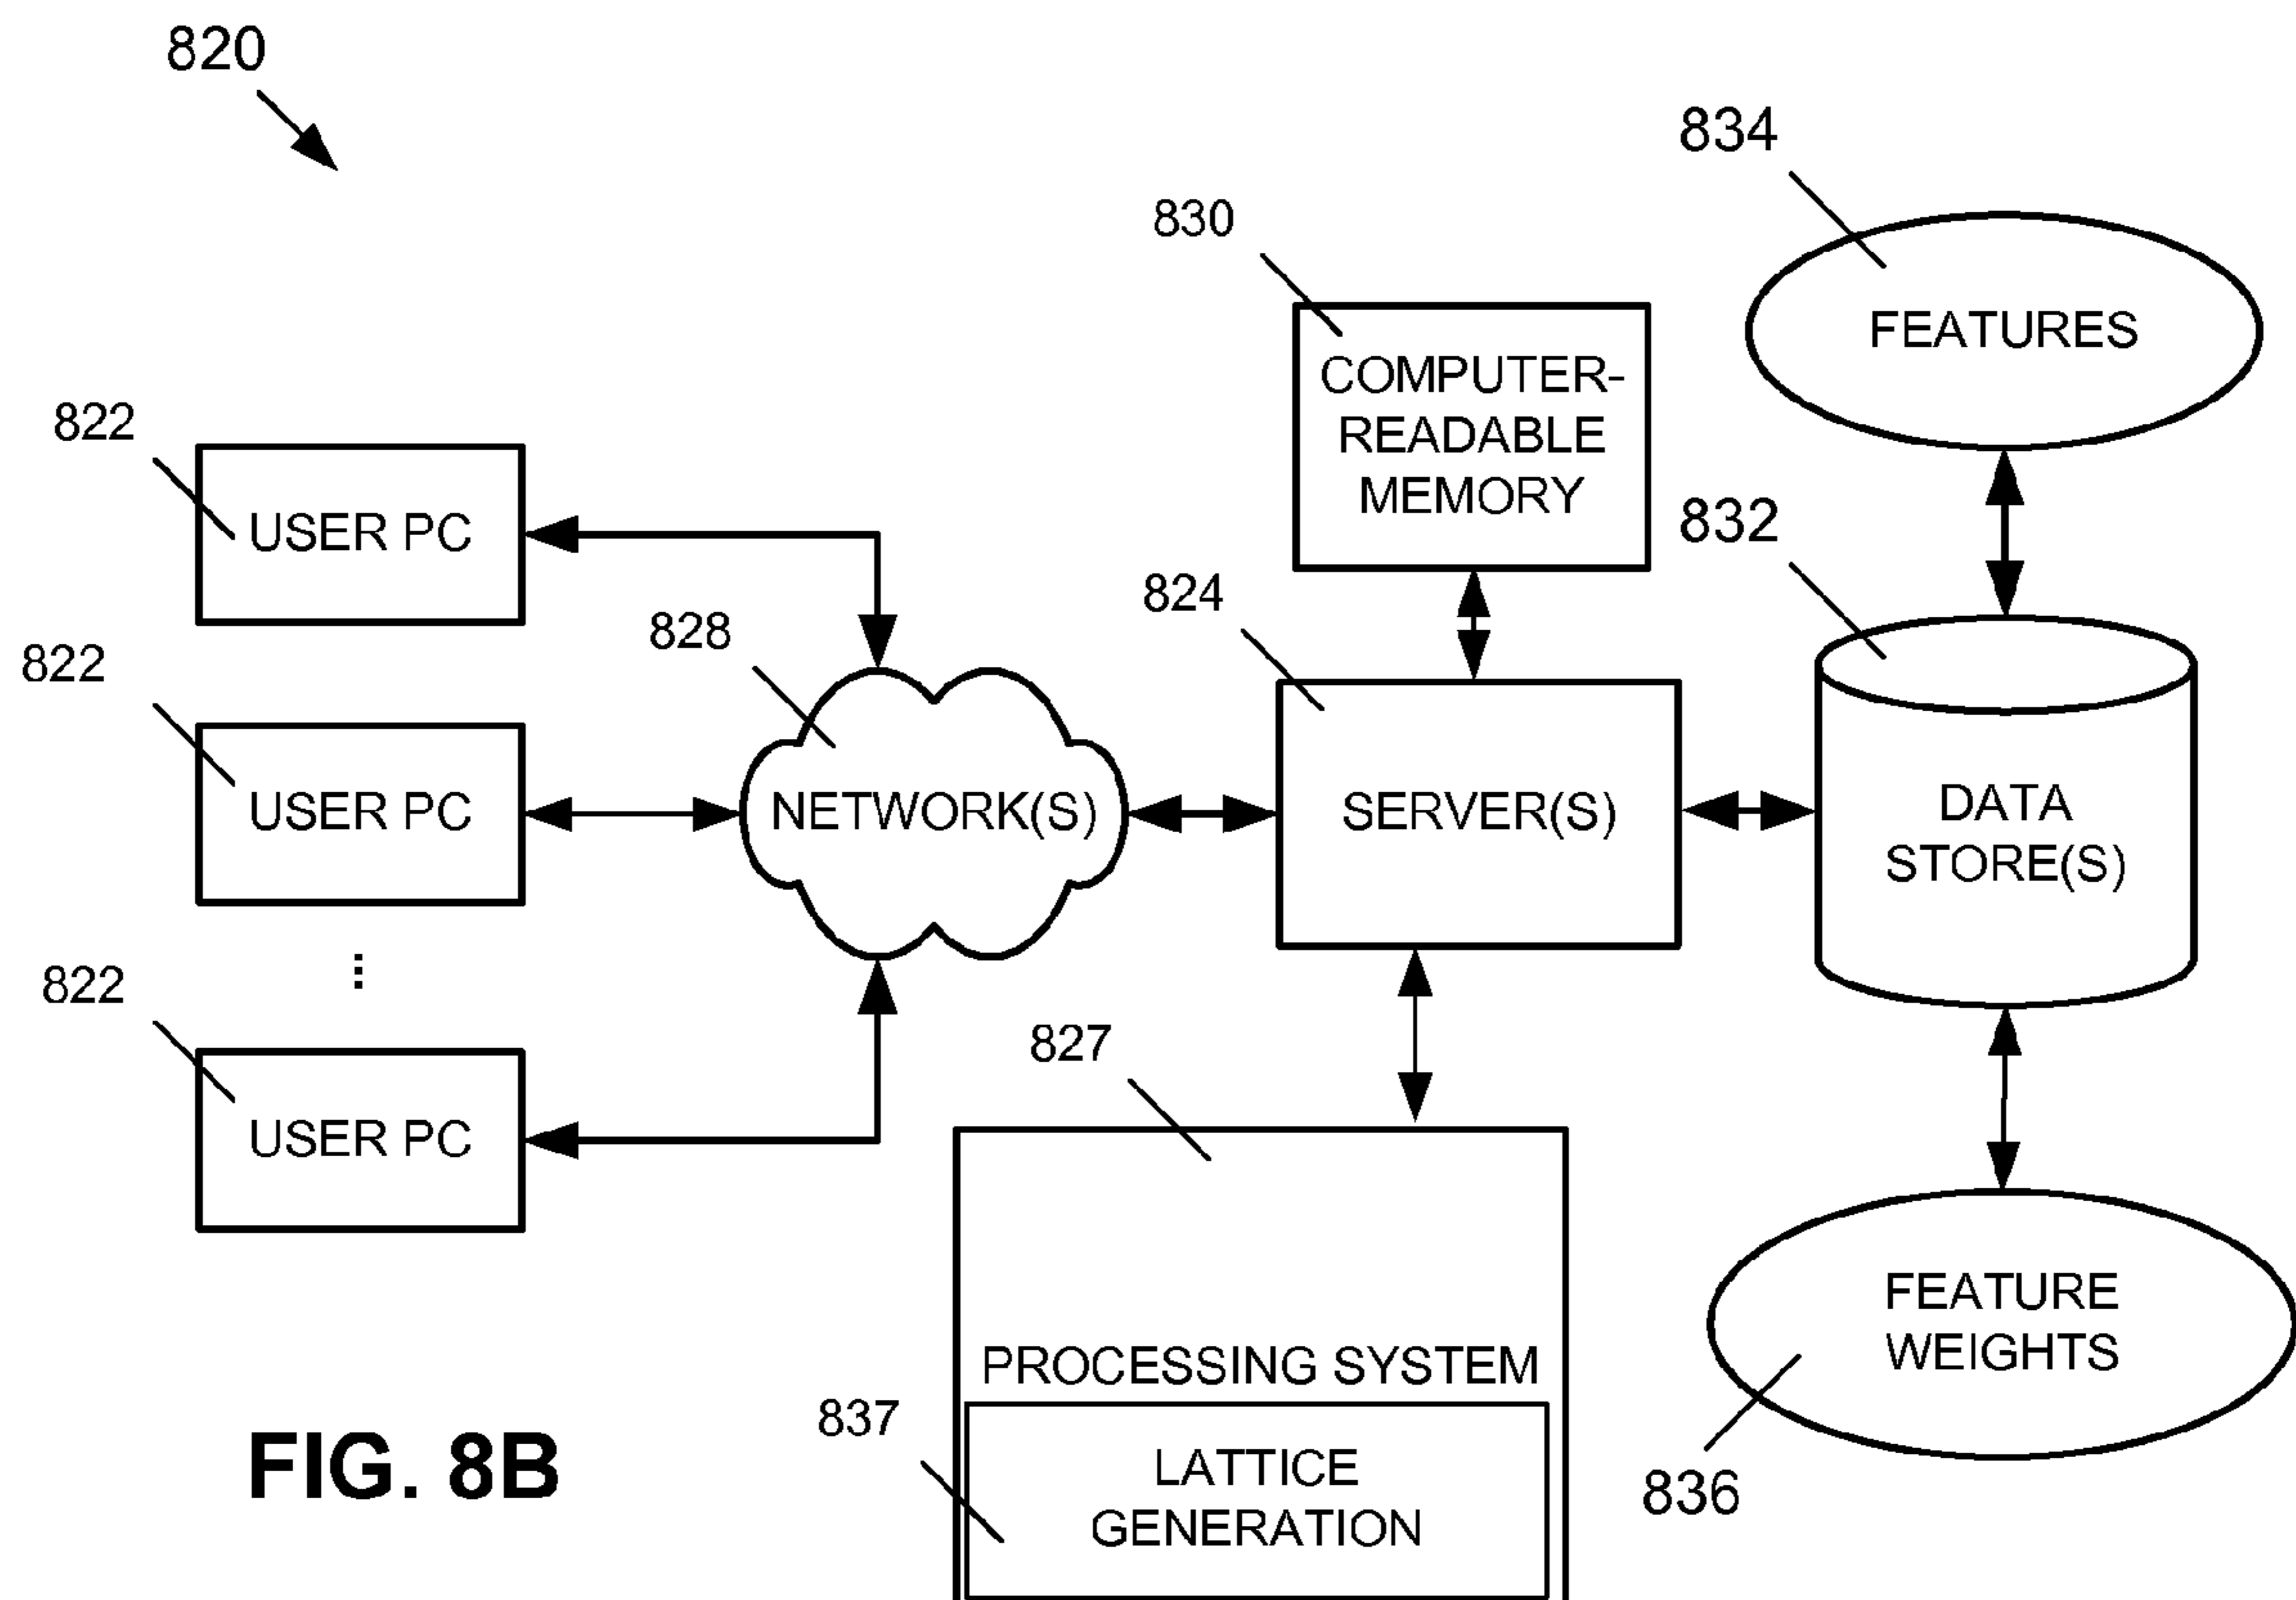 820
834
830
FEATURES
COMPUTER-
READABLE
MEMORY
822
USER PC
832
824
828
822
USER PC
NETWORK(S)
SERVER(S)
DATA
STORE(S)
822
USER PC
827
PROCESSING SYSTEM
FEATURE
WEIGHTS
837
LATTICE
GENERATION
836
FIG. 8B